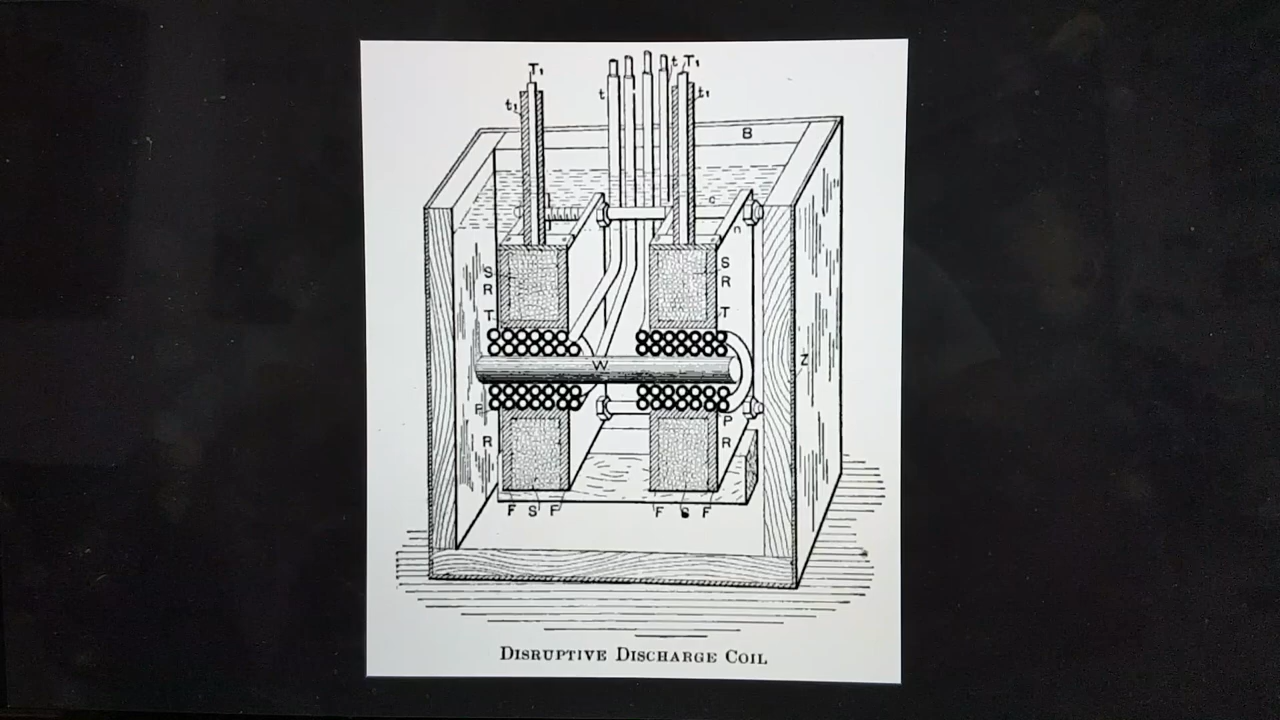 T₁
t T₁
t₁ t t₁
B
c
n
S S
R R
T T
W Z
P P
R R
F S F F S F
DISRUPTIVE DISCHARGE COIL